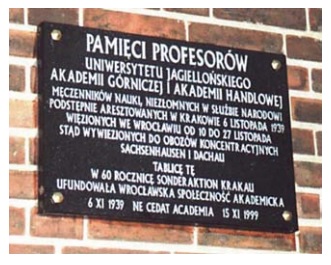 PAMIĘCI PROFESORÓW
UNIWERSYTETU JAGIELLOŃSKIEGO
AKADEMII GÓRNICZEJ I AKADEMII HANDLOWEJ
MĘCZENNIKÓW NAUKI, NIEZŁOMNYCH W SŁUŻBIE NARODOWI
PODSTĘPNIE ARESZTOWANYCH W KRAKOWIE 6 LISTOPADA 1939
WIĘZIONYCH WE WROCŁAWIU OD 10 DO 27 LISTOPADA
STĄD WYWIEZIONYCH DO OBOZÓW KONCENTRACYJNYCH
SACHSENHAUSEN I DACHAU
TABLICĘ TĘ
W 60 ROCZNICĘ SONDERAKTION KRAKAU
UFUNDOWAŁA WROCŁAWSKA SPOŁECZNOŚĆ AKADEMICKA
6 XI 1939 NE CEDAT ACADEMIA 15 XI 1999